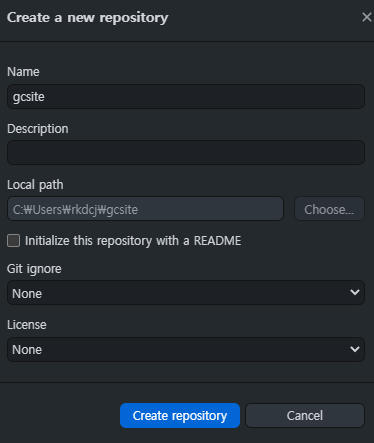 Create a new repository
Name
gcsite
Description
Local path
C:₩Users₩rkdcj₩gcsite
Choose...
Initialize this repository with a README
Git ignore
None
License
None
Create repository
Cancel